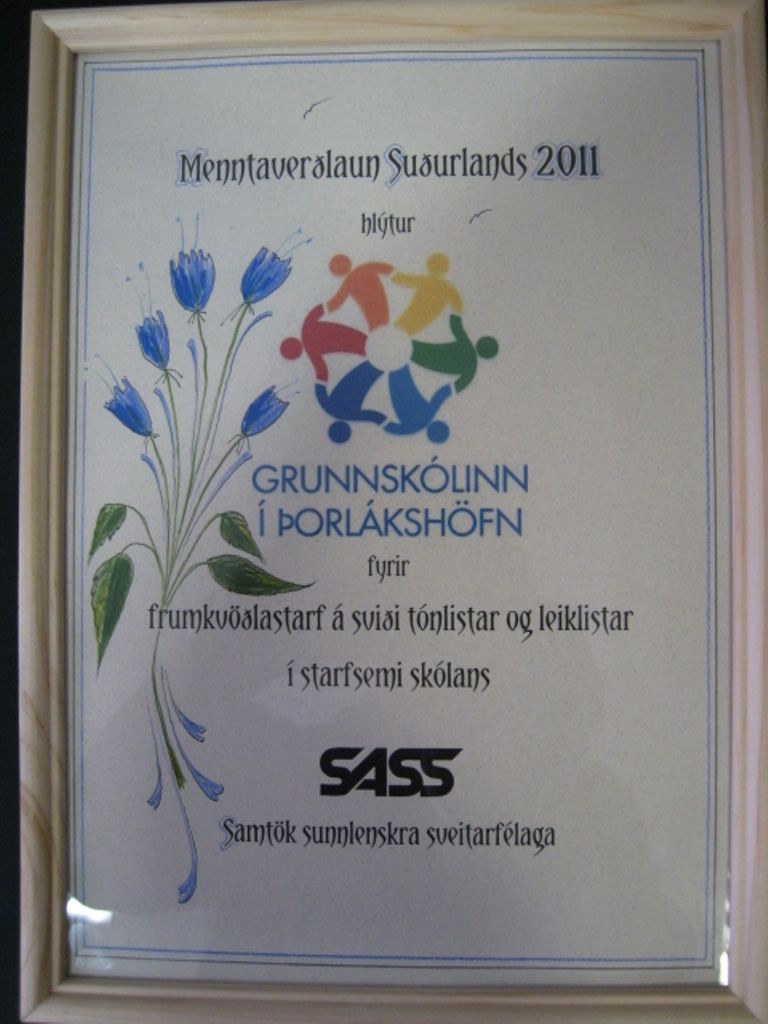 Menntaverðlaun Suðurlands 2011
hlýtur
GRUNNSKÓLINN
Í ÞORLÁKSHÖFN
fyrir
frumkvöðlastarf á sviði tónlistar og leiklistar
í starfsemi skólans
SASS
Samtök sunnlenskra sveitarfélaga